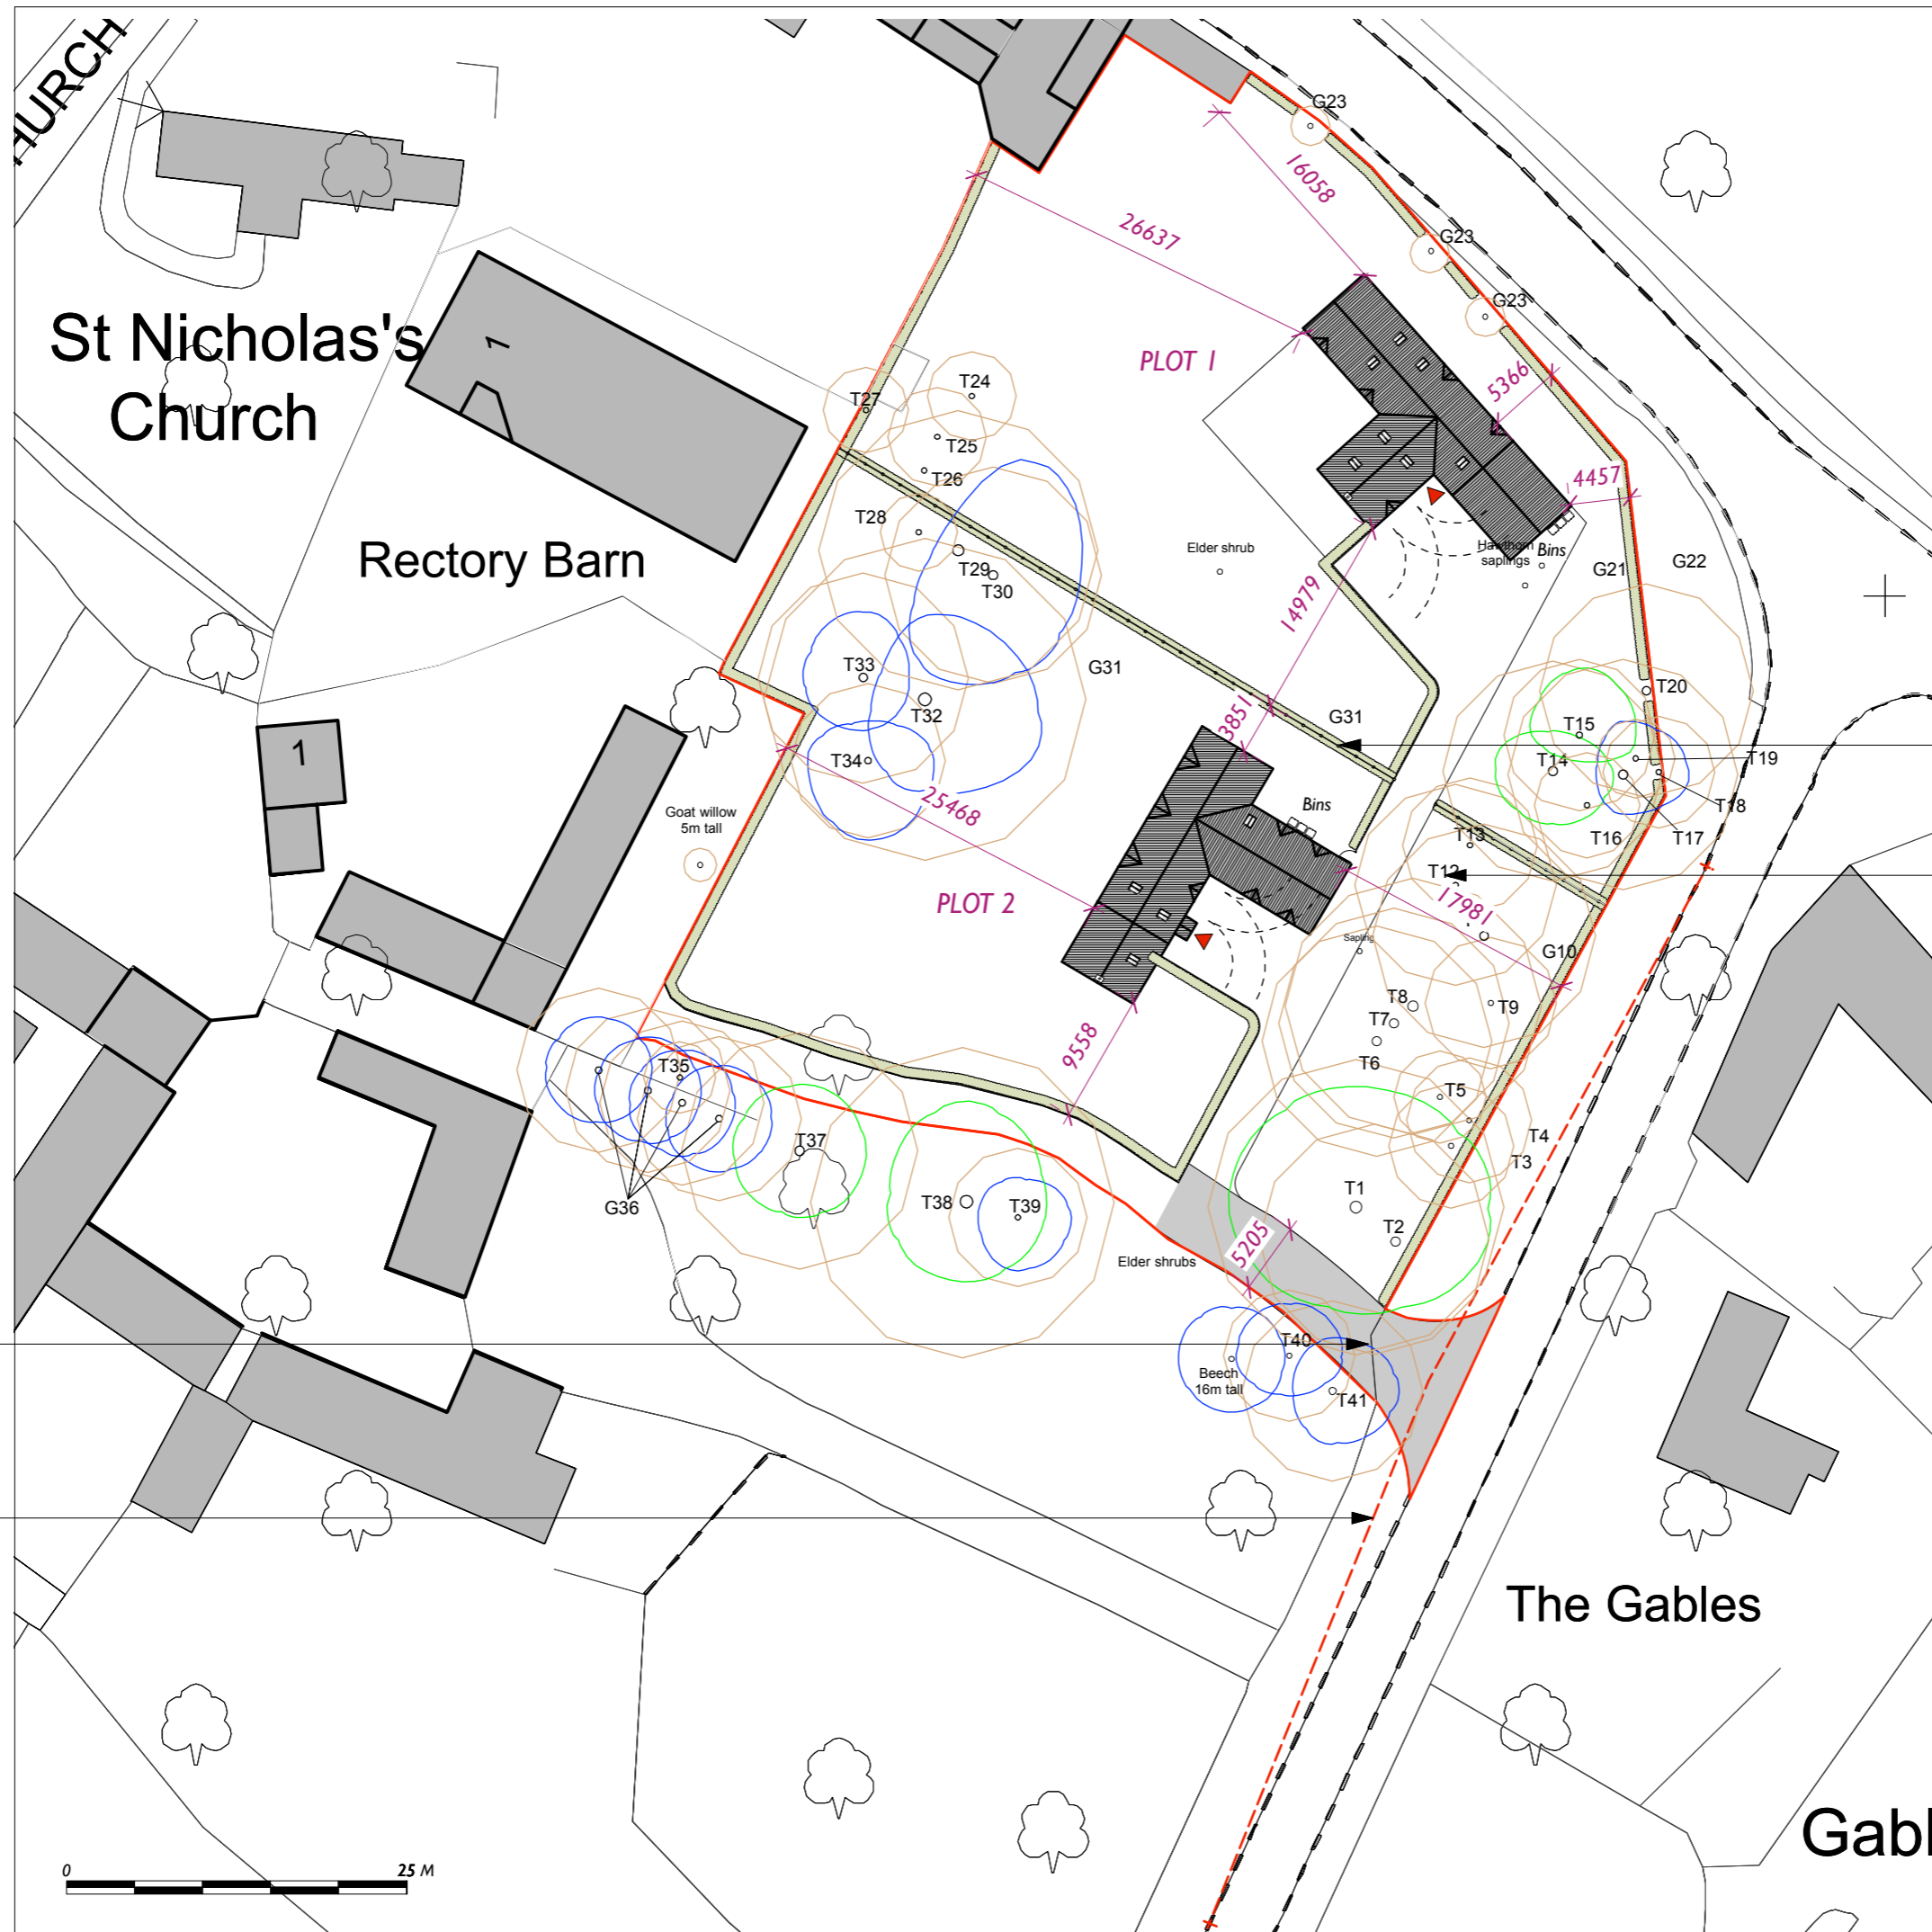 HURCH
G23
16058
26637
G23
G23
St Nicholas's
Church
1
PLOT 1
5366
T24
T27
T25
T26
4457
T28
Rectory Barn
Elder shrub
Hawthorn
saplings
Bins
T29
T30
G21
G22
14979
T33
G31
T32
3851
G31
T20
T15
T34
T14
T19
1
25468
Bins
T18
Goat willow
5m tall
T13
T16
T17
T12
PLOT 2
17981
Sapling
G10
T8
T9
T7
9558
T6
T35
T5
T37
T4
T3
G36
T38
T39
T1
T2
5205
Elder shrubs
T40
Beech
16m tall
T41
The Gables
Gabl
0
25 M